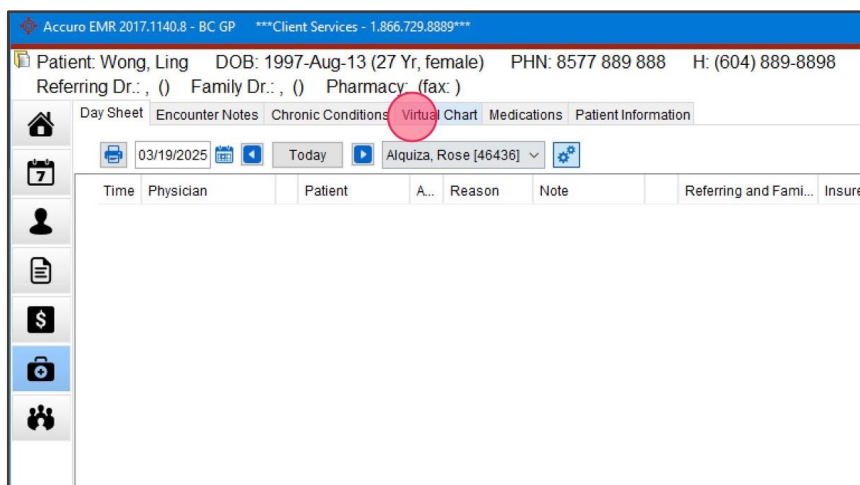 Accuro EMR 2017.1140.8 - BC GP ***Client Services - 1.866.729.8889***
Patient: Wong, Ling DOB: 1997-Aug-13 (27 Yr, female) PHN: 8577 889 888 H: (604) 889-8898
Referring Dr.: , () Family Dr.: , () Pharmacy: (fax: )
Day Sheet Encounter Notes Chronic Conditions Virtual Chart Medications Patient Information
7 03/19/2025 Today Alquiza, Rose [46436]
Time Physician Patient A... Reason Note Referring and Fami... Insure
$